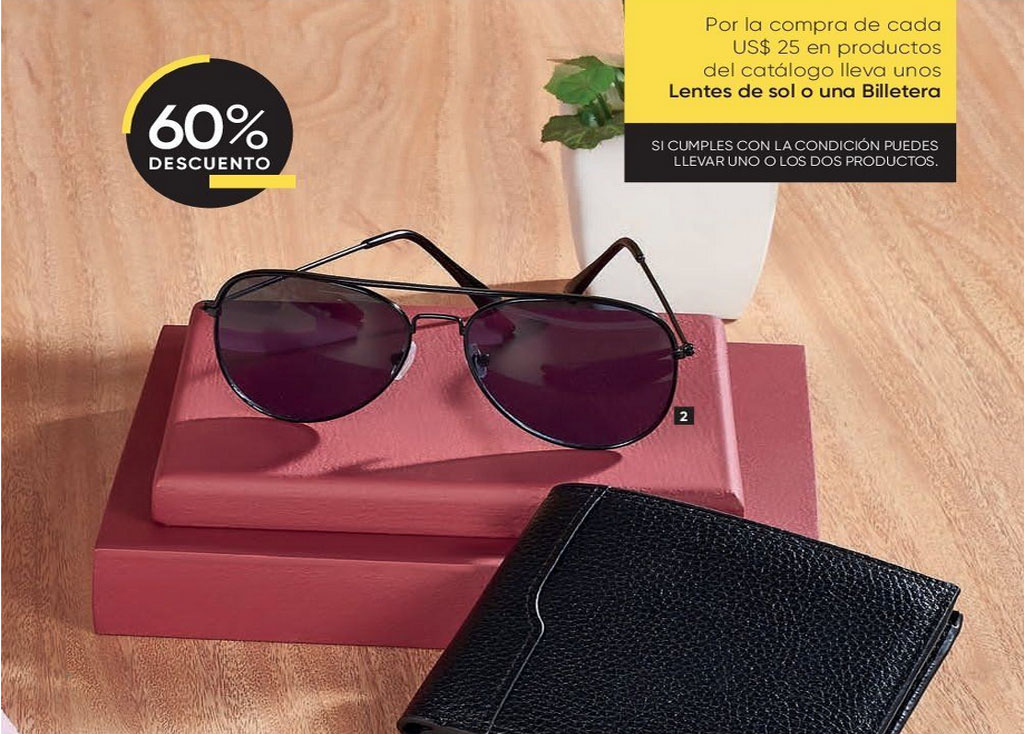 60%
DESCUENTO
Por la compra de cada
US$ 25 en productos
del catálogo lleva unos
Lentes de sol o una Billetera
SI CUMPLES CON LA CONDICIÓN PUEDES
LLEVAR UNO O LOS DOS PRODUCTOS.
2